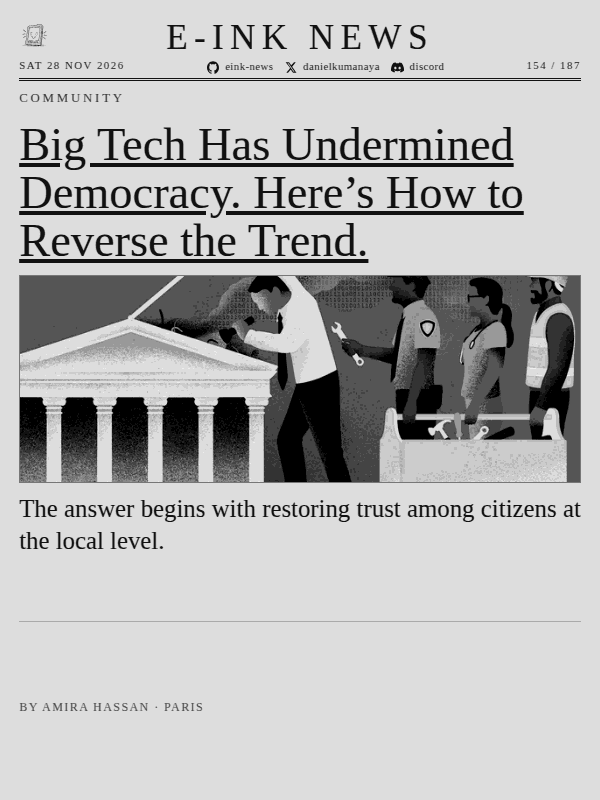 E-INK NEWS
SAT 28 NOV 2026
eink-news
danielkumanaya
discord
154 / 187
COMMUNITY
Big Tech Has Undermined
Democracy. Here’s How to
Reverse the Trend.
The answer begins with restoring trust among citizens at
the local level.
BY AMIRA HASSAN · PARIS